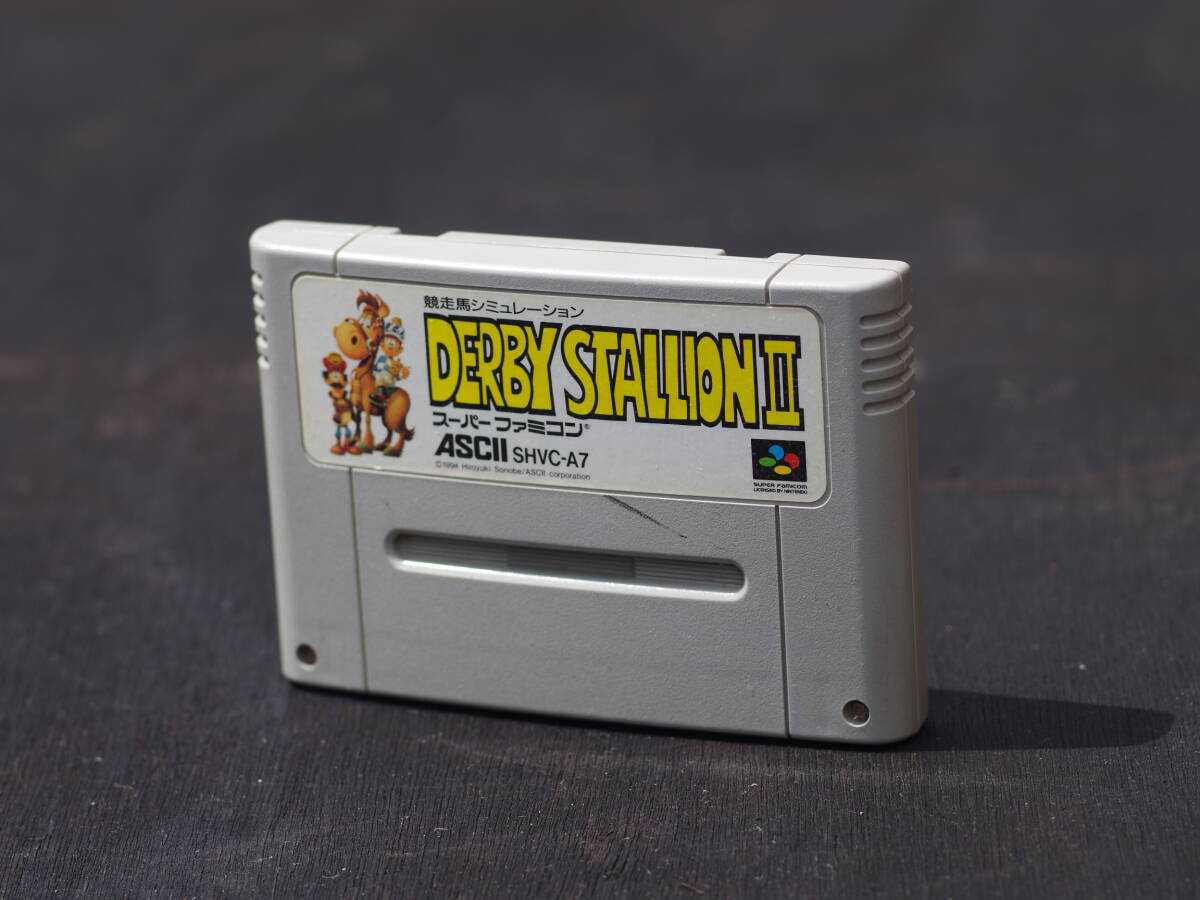 競走馬シミュレーション
DERBY STALLION II
スーパーファミコン®
ASCII SHVC-A7
©1994 Hiroyuki Sonobe/ASCII corporation
SUPER FAMICOM
LICENSED BY NINTENDO